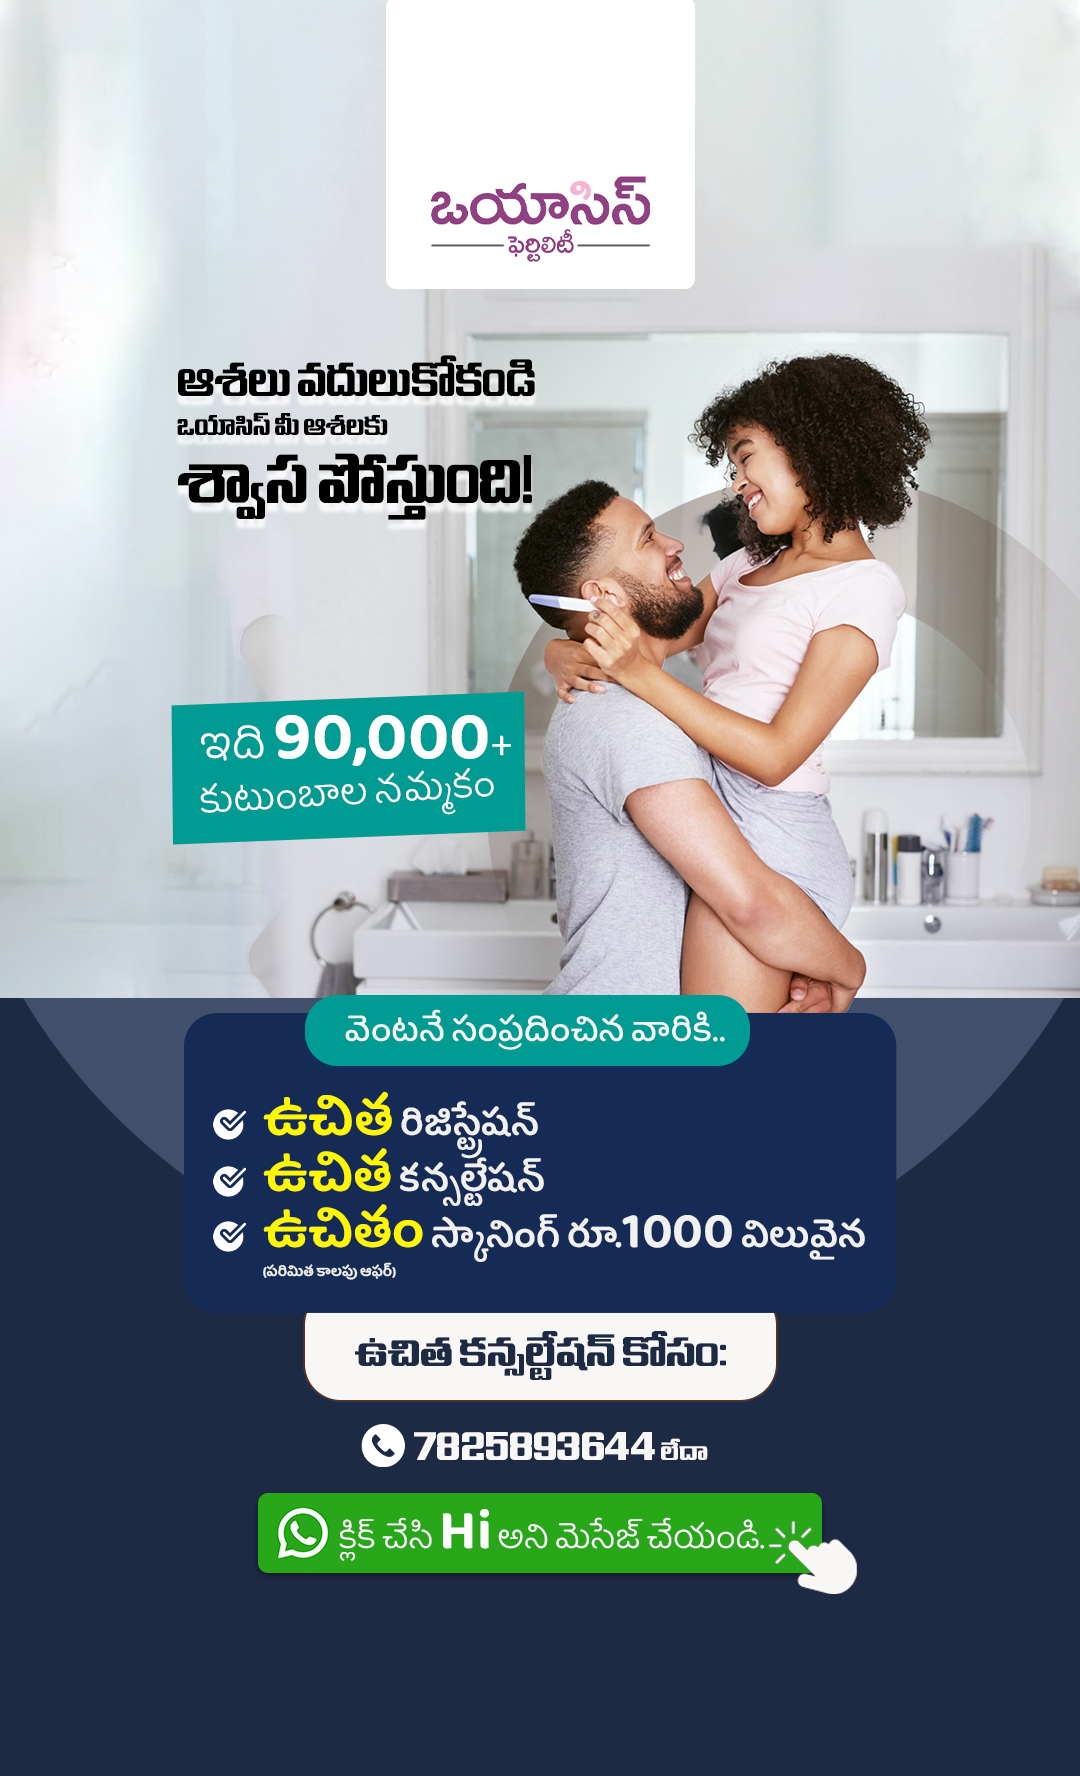 ఒయాసిస్
ఫెర్టిలిటీ
ఆశలు వదులుకోకండి
ఒయాసిస్ మీ ఆశలకు
శ్వాస పోస్తుంది!
ఇది 90,000+
కుటుంబాల నమ్మకం
వెంటనే సంప్రదించిన వారికి..
ఉచిత రిజిస్ట్రేషన్
ఉచిత కన్సల్టేషన్
ఉచితం స్కానింగ్ రూ.1000 విలువైన
(పరిమిత కాలపు ఆఫర్)
ఉచిత కన్సల్టేషన్ కోసం:
7825893644 లేదా
క్లిక్ చేసి Hi అని మెసేజ్ చేయండి.